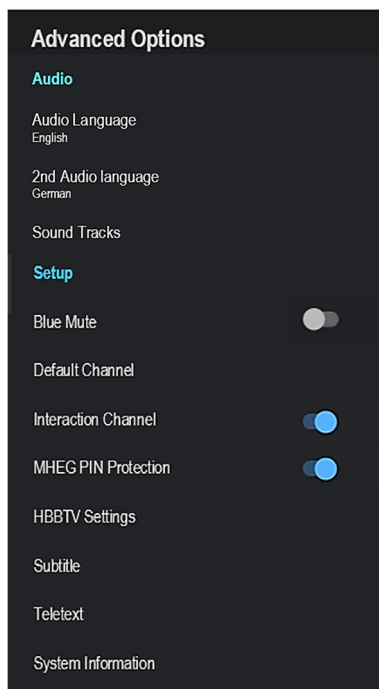 Advanced Options
Audio
Audio Language
English
2nd Audio language
German
Sound Tracks
Setup
Blue Mute
Default Channel
Interaction Channel
MHEG PIN Protection
HBBTV Settings
Subtitle
Teletext
System Information